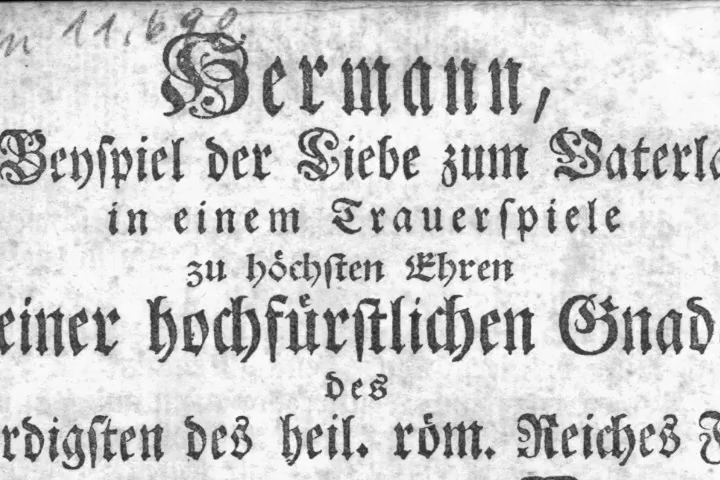 11,690.
Hermann,
Beyspiel der Liebe zum Vaterla
in einem Trauerspiele
zu höchsten Ehren
einer hochfürstlichen Gnad
des
rdigsten des heil. röm. Reiches